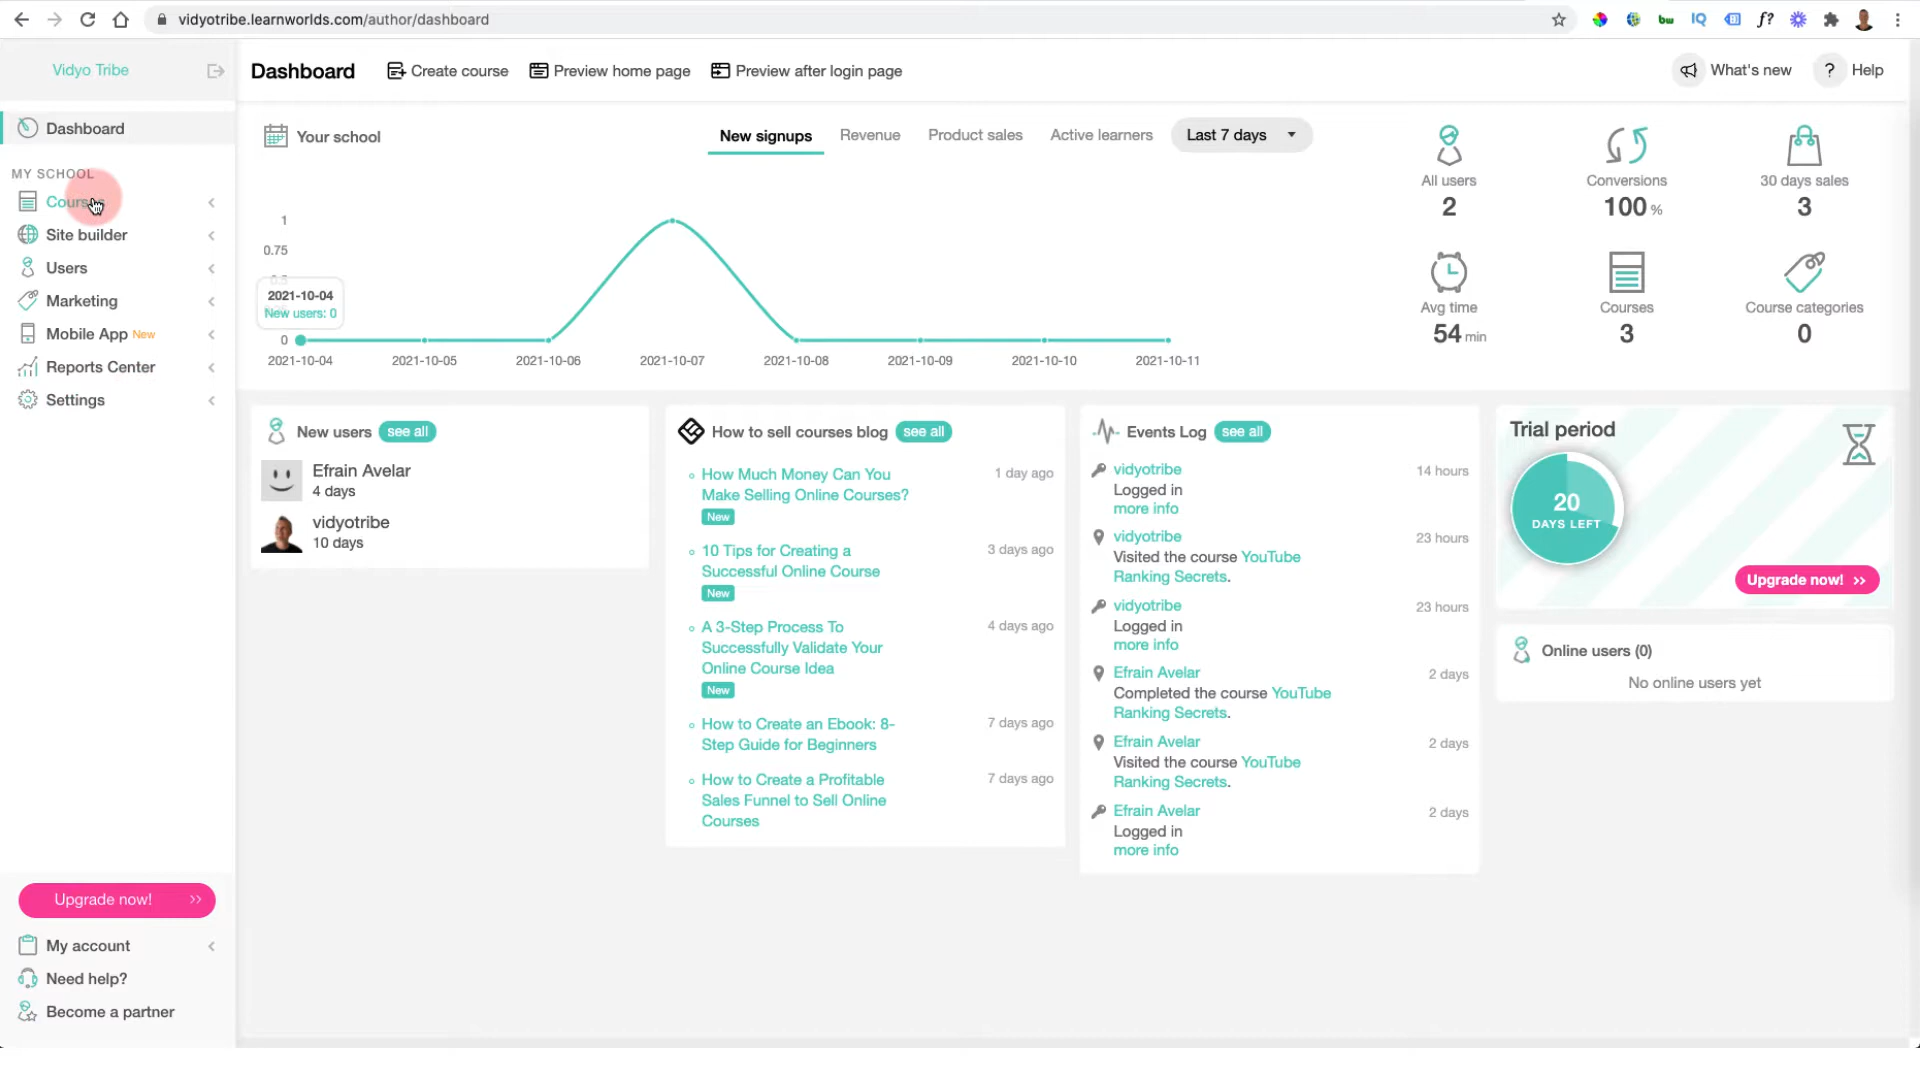 vidyotribe.learnworlds.com/author/dashboard
bw
IQ
f?
Vidyo Tribe
Dashboard
Create course
Preview home page
Preview after login page
What's new
?
Help
Dashboard
MY SCHOOL
Courses
Site builder
Users
Marketing
Mobile App New
Reports Center
Settings
Your school
New signups
Revenue
Product sales
Active learners
Last 7 days
1
0.75
0.5
2021-10-04
New users: 0
0
2021-10-04
2021-10-05
2021-10-06
2021-10-07
2021-10-08
2021-10-09
2021-10-10
2021-10-11
All users
2
Conversions
100 %
30 days sales
3
Avg time
54 min
Courses
3
Course categories
0
New users see all
Efrain Avelar
4 days
vidyotribe
10 days
How to sell courses blog see all
How Much Money Can You 1 day ago
Make Selling Online Courses?
New
10 Tips for Creating a 3 days ago
Successful Online Course
New
A 3-Step Process To 4 days ago
Successfully Validate Your
Online Course Idea
New
How to Create an Ebook: 8- 7 days ago
Step Guide for Beginners
How to Create a Profitable 7 days ago
Sales Funnel to Sell Online
Courses
Events Log see all
vidyotribe 14 hours
Logged in
more info
vidyotribe 23 hours
Visited the course YouTube
Ranking Secrets.
vidyotribe 23 hours
Logged in
more info
Efrain Avelar 2 days
Completed the course YouTube
Ranking Secrets.
Efrain Avelar 2 days
Visited the course YouTube
Ranking Secrets.
Efrain Avelar 2 days
Logged in
more info
Trial period
20
DAYS LEFT
Upgrade now! >>
Online users (0)
No online users yet
Upgrade now! >>
My account
Need help?
Become a partner